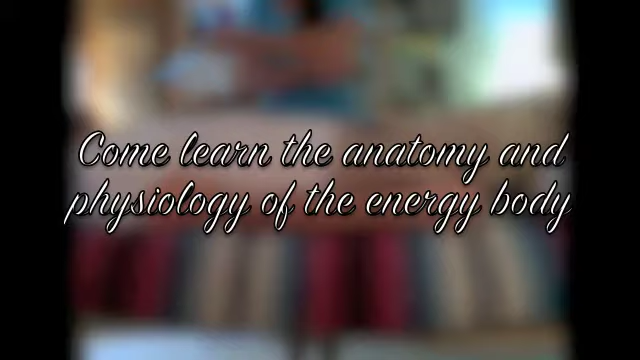 Come learn the anatomy and
physiology of the energy body